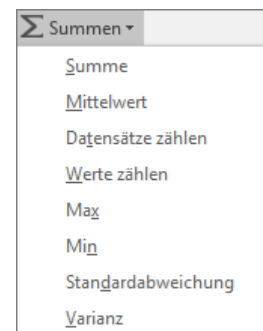 Σ Summen
Summe
Mittelwert
Datensätze zählen
Werte zählen
Max
Min
Standardabweichung
Varianz